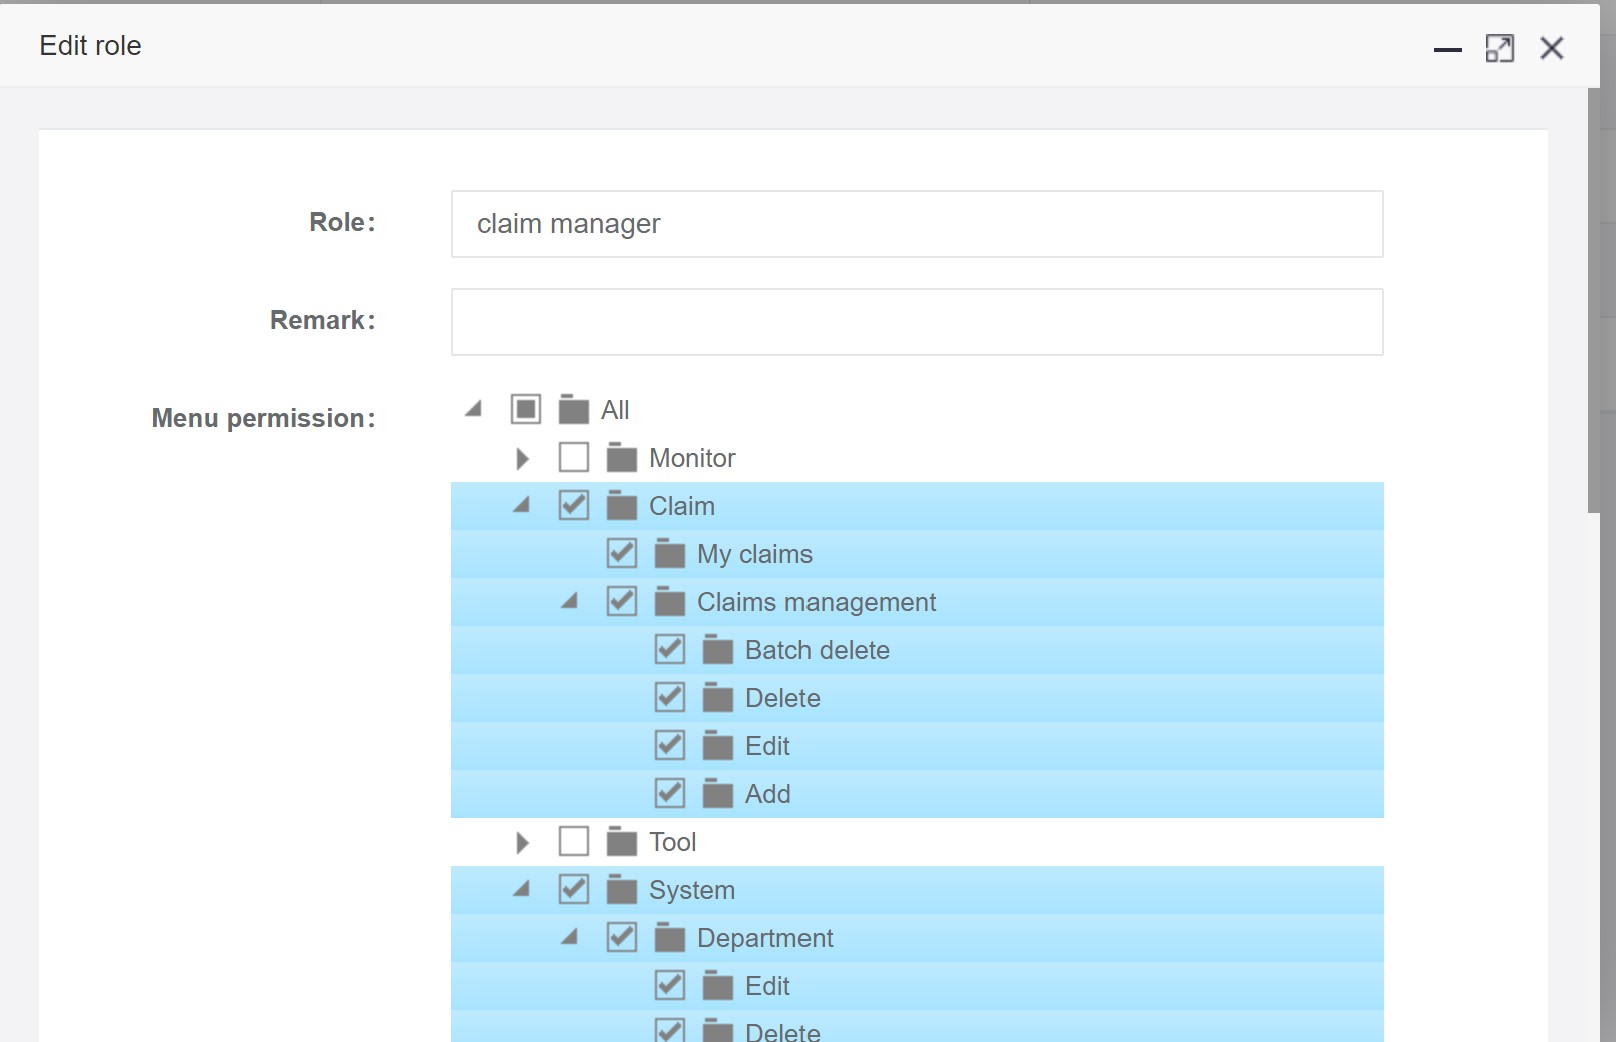 Edit role
Role:
claim manager
Remark:
Menu permission:
All
Monitor
Claim
My claims
Claims management
Batch delete
Delete
Edit
Add
Tool
System
Department
Edit
Delete